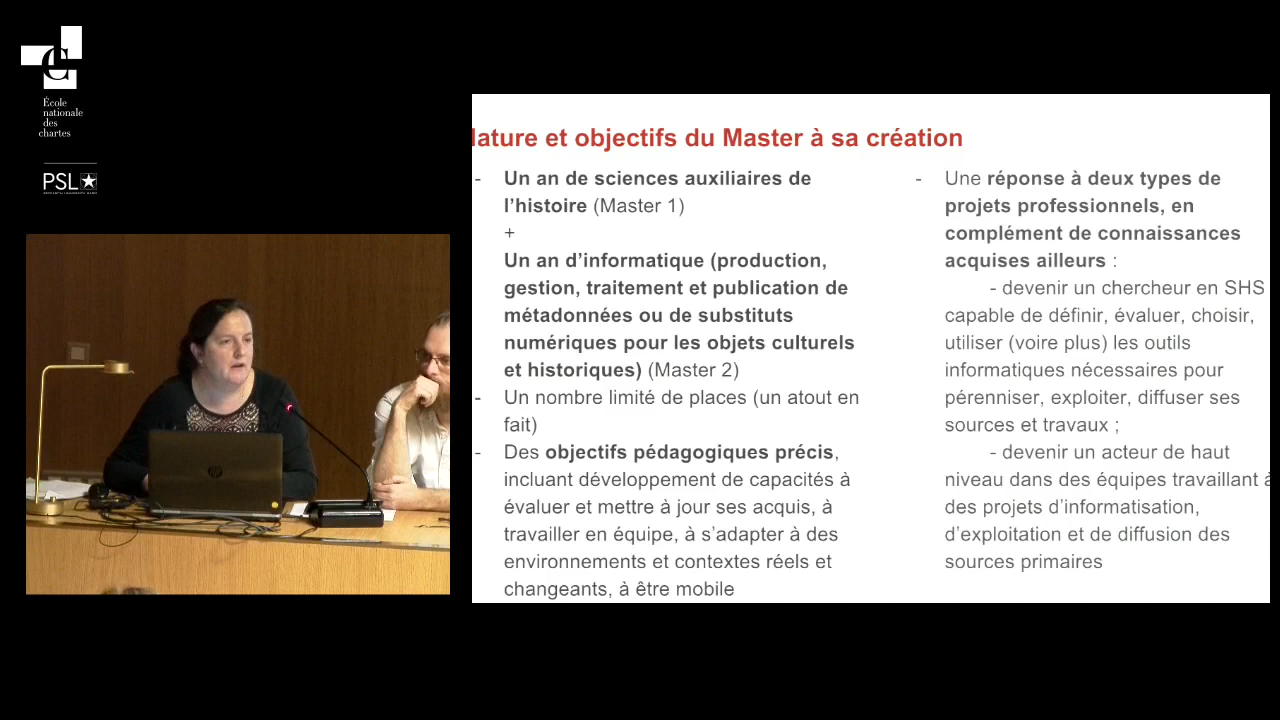 École
nationale
des
chartes
PSL
ature et objectifs du Master à sa création
- Un an de sciences auxiliaires de
l'histoire (Master 1)
+
Un an d'informatique (production,
gestion, traitement et publication de
métadonnées ou de substituts
numériques pour les objets culturels
et historiques) (Master 2)
- Un nombre limité de places (un atout en
fait)
- Des objectifs pédagogiques précis,
incluant développement de capacités à
évaluer et mettre à jour ses acquis, à
travailler en équipe, à s'adapter à des
environnements et contextes réels et
changeants, à être mobile
- Une réponse à deux types de
projets professionnels, en
complément de connaissances
acquises ailleurs :
- devenir un chercheur en SHS
capable de définir, évaluer, choisir,
utiliser (voire plus) les outils
informatiques nécessaires pour
pérenniser, exploiter, diffuser ses
sources et travaux ;
- devenir un acteur de haut
niveau dans des équipes travaillant à
des projets d'informatisation,
d'exploitation et de diffusion des
sources primaires